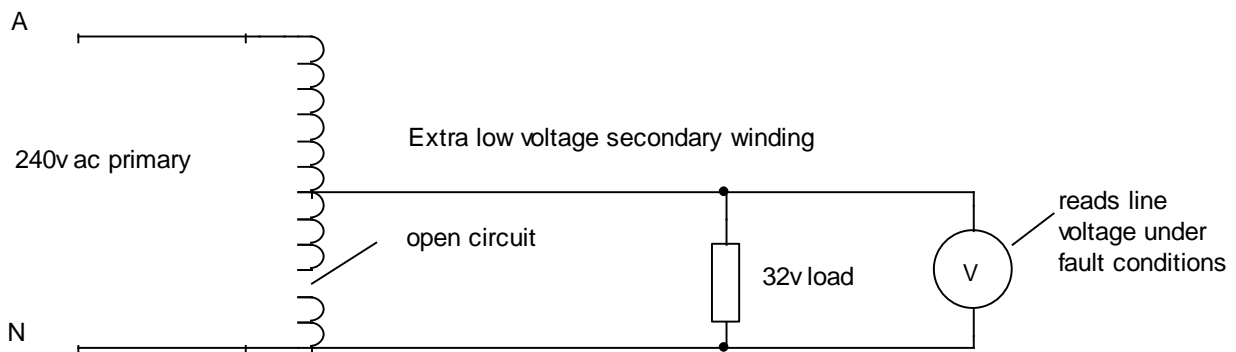 A
Extra low voltage secondary winding
240v ac primary
reads line
voltage under
fault conditions
open circuit
V
32v load
N